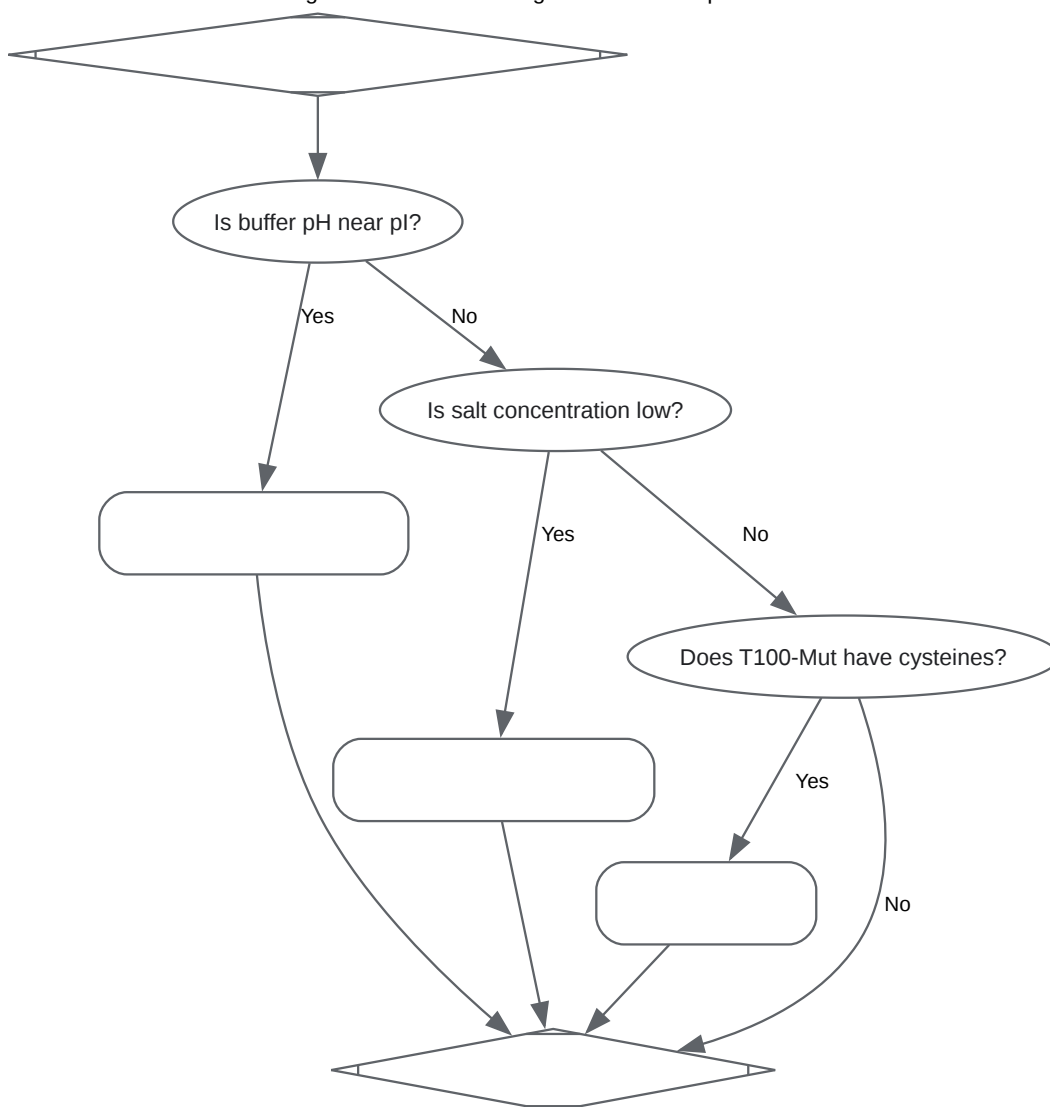 Is buffer pH near pI?
Yes
No
Is salt concentration low?
Yes
No
Does T100-Mut have cysteines?
Yes
No